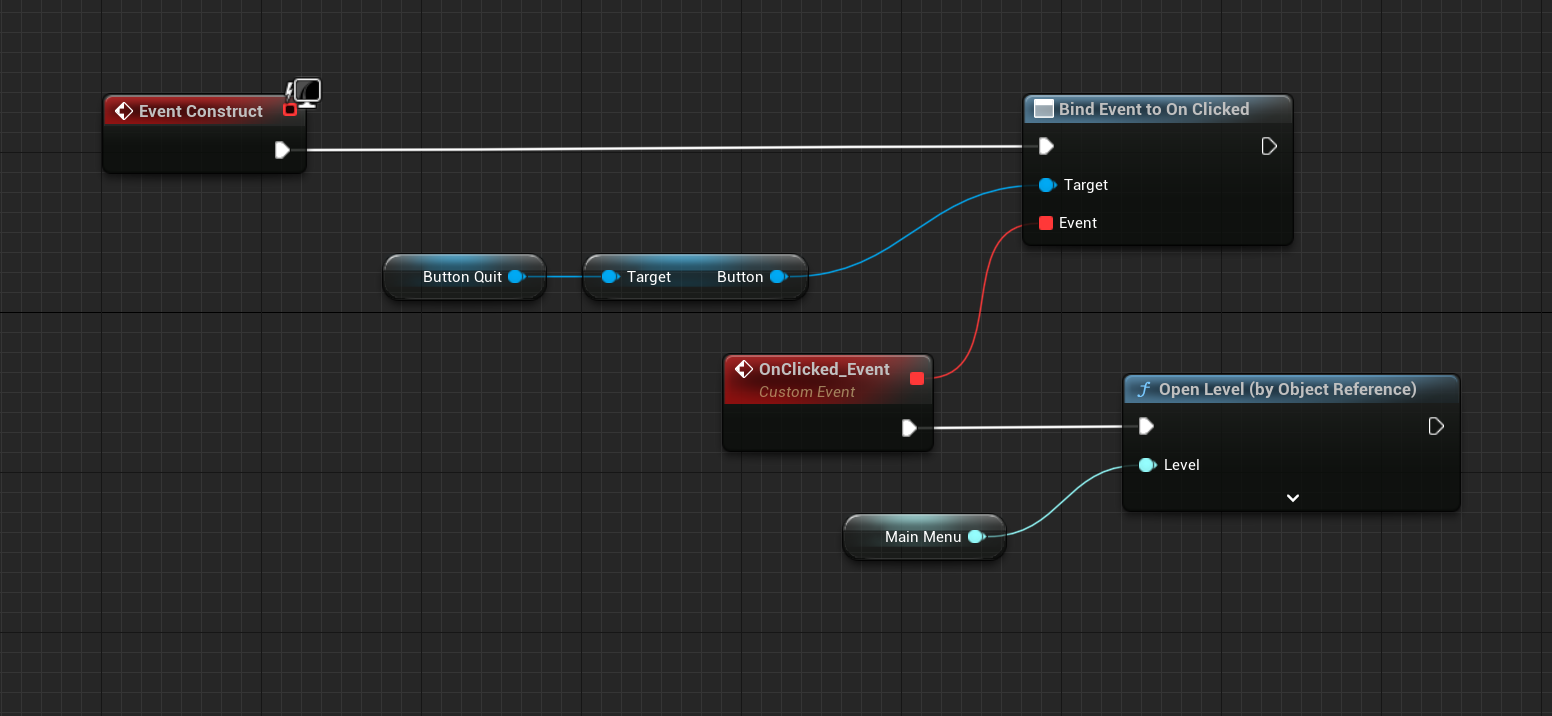 Event Construct
Bind Event to On Clicked
Target
Event
Button Quit
Target Button
OnClicked_Event
Custom Event
Open Level (by Object Reference)
Level
Main Menu